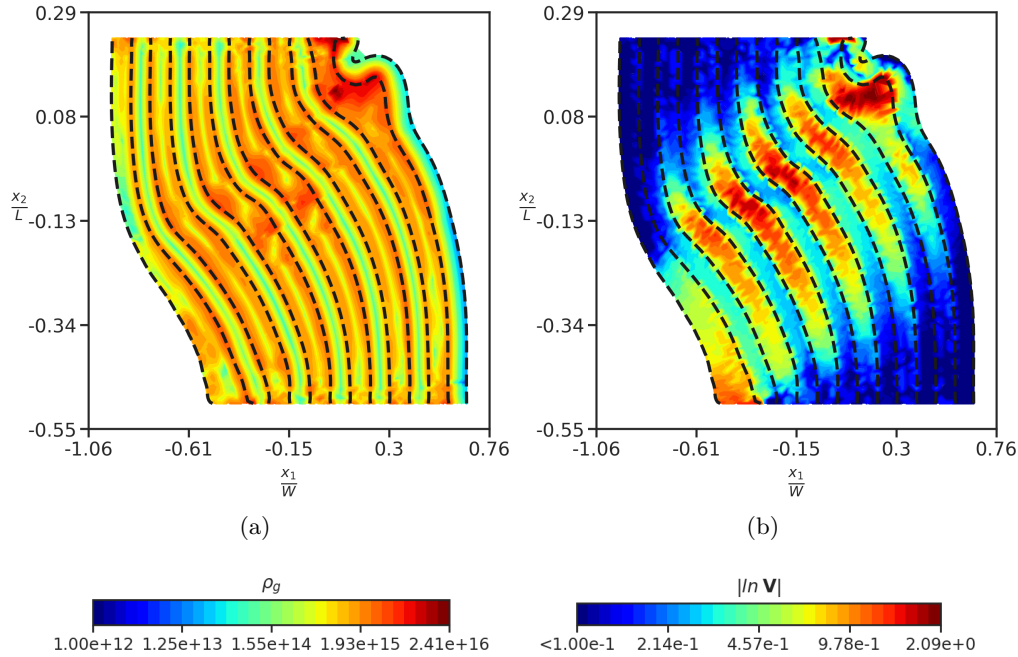 0.29
0.08
-0.13
-0.34
-0.55
x₂/L
-1.06 -0.61 -0.15 0.3 0.76
x₁/W
(a)
0.29
0.08
-0.13
-0.34
-0.55
x₂/L
-1.06 -0.61 -0.15 0.3 0.76
x₁/W
(b)
ρg
1.00e+12 1.25e+13 1.55e+14 1.93e+15 2.41e+16
|ln V|
<1.00e-1 2.14e-1 4.57e-1 9.78e-1 2.09e+0